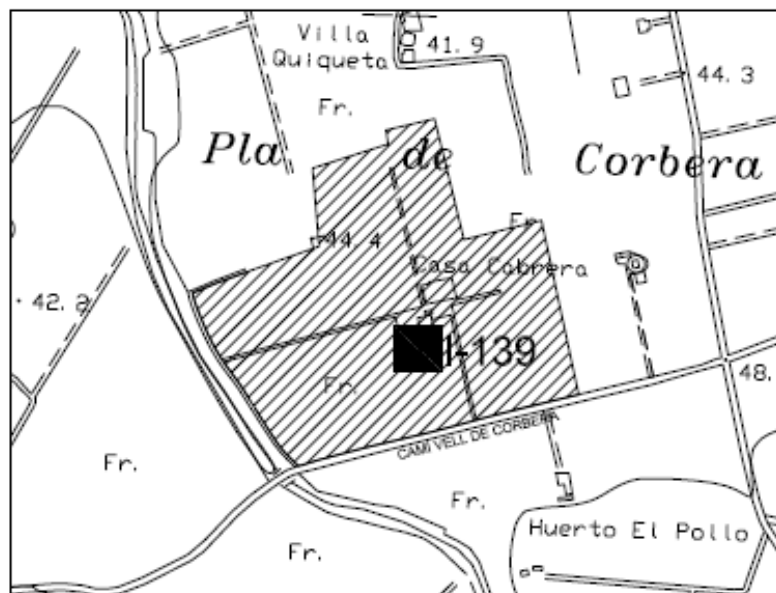 Villa
Quiqueta
41. 9
44. 3
Fr.
Pla de Corbera
Fr.
44. 4
Casa Cabrera
42. 2
I-139
Fr.
48.
CAMI VELL DE CORBERA
Fr.
Fr.
Huerto El Pollo
Fr.